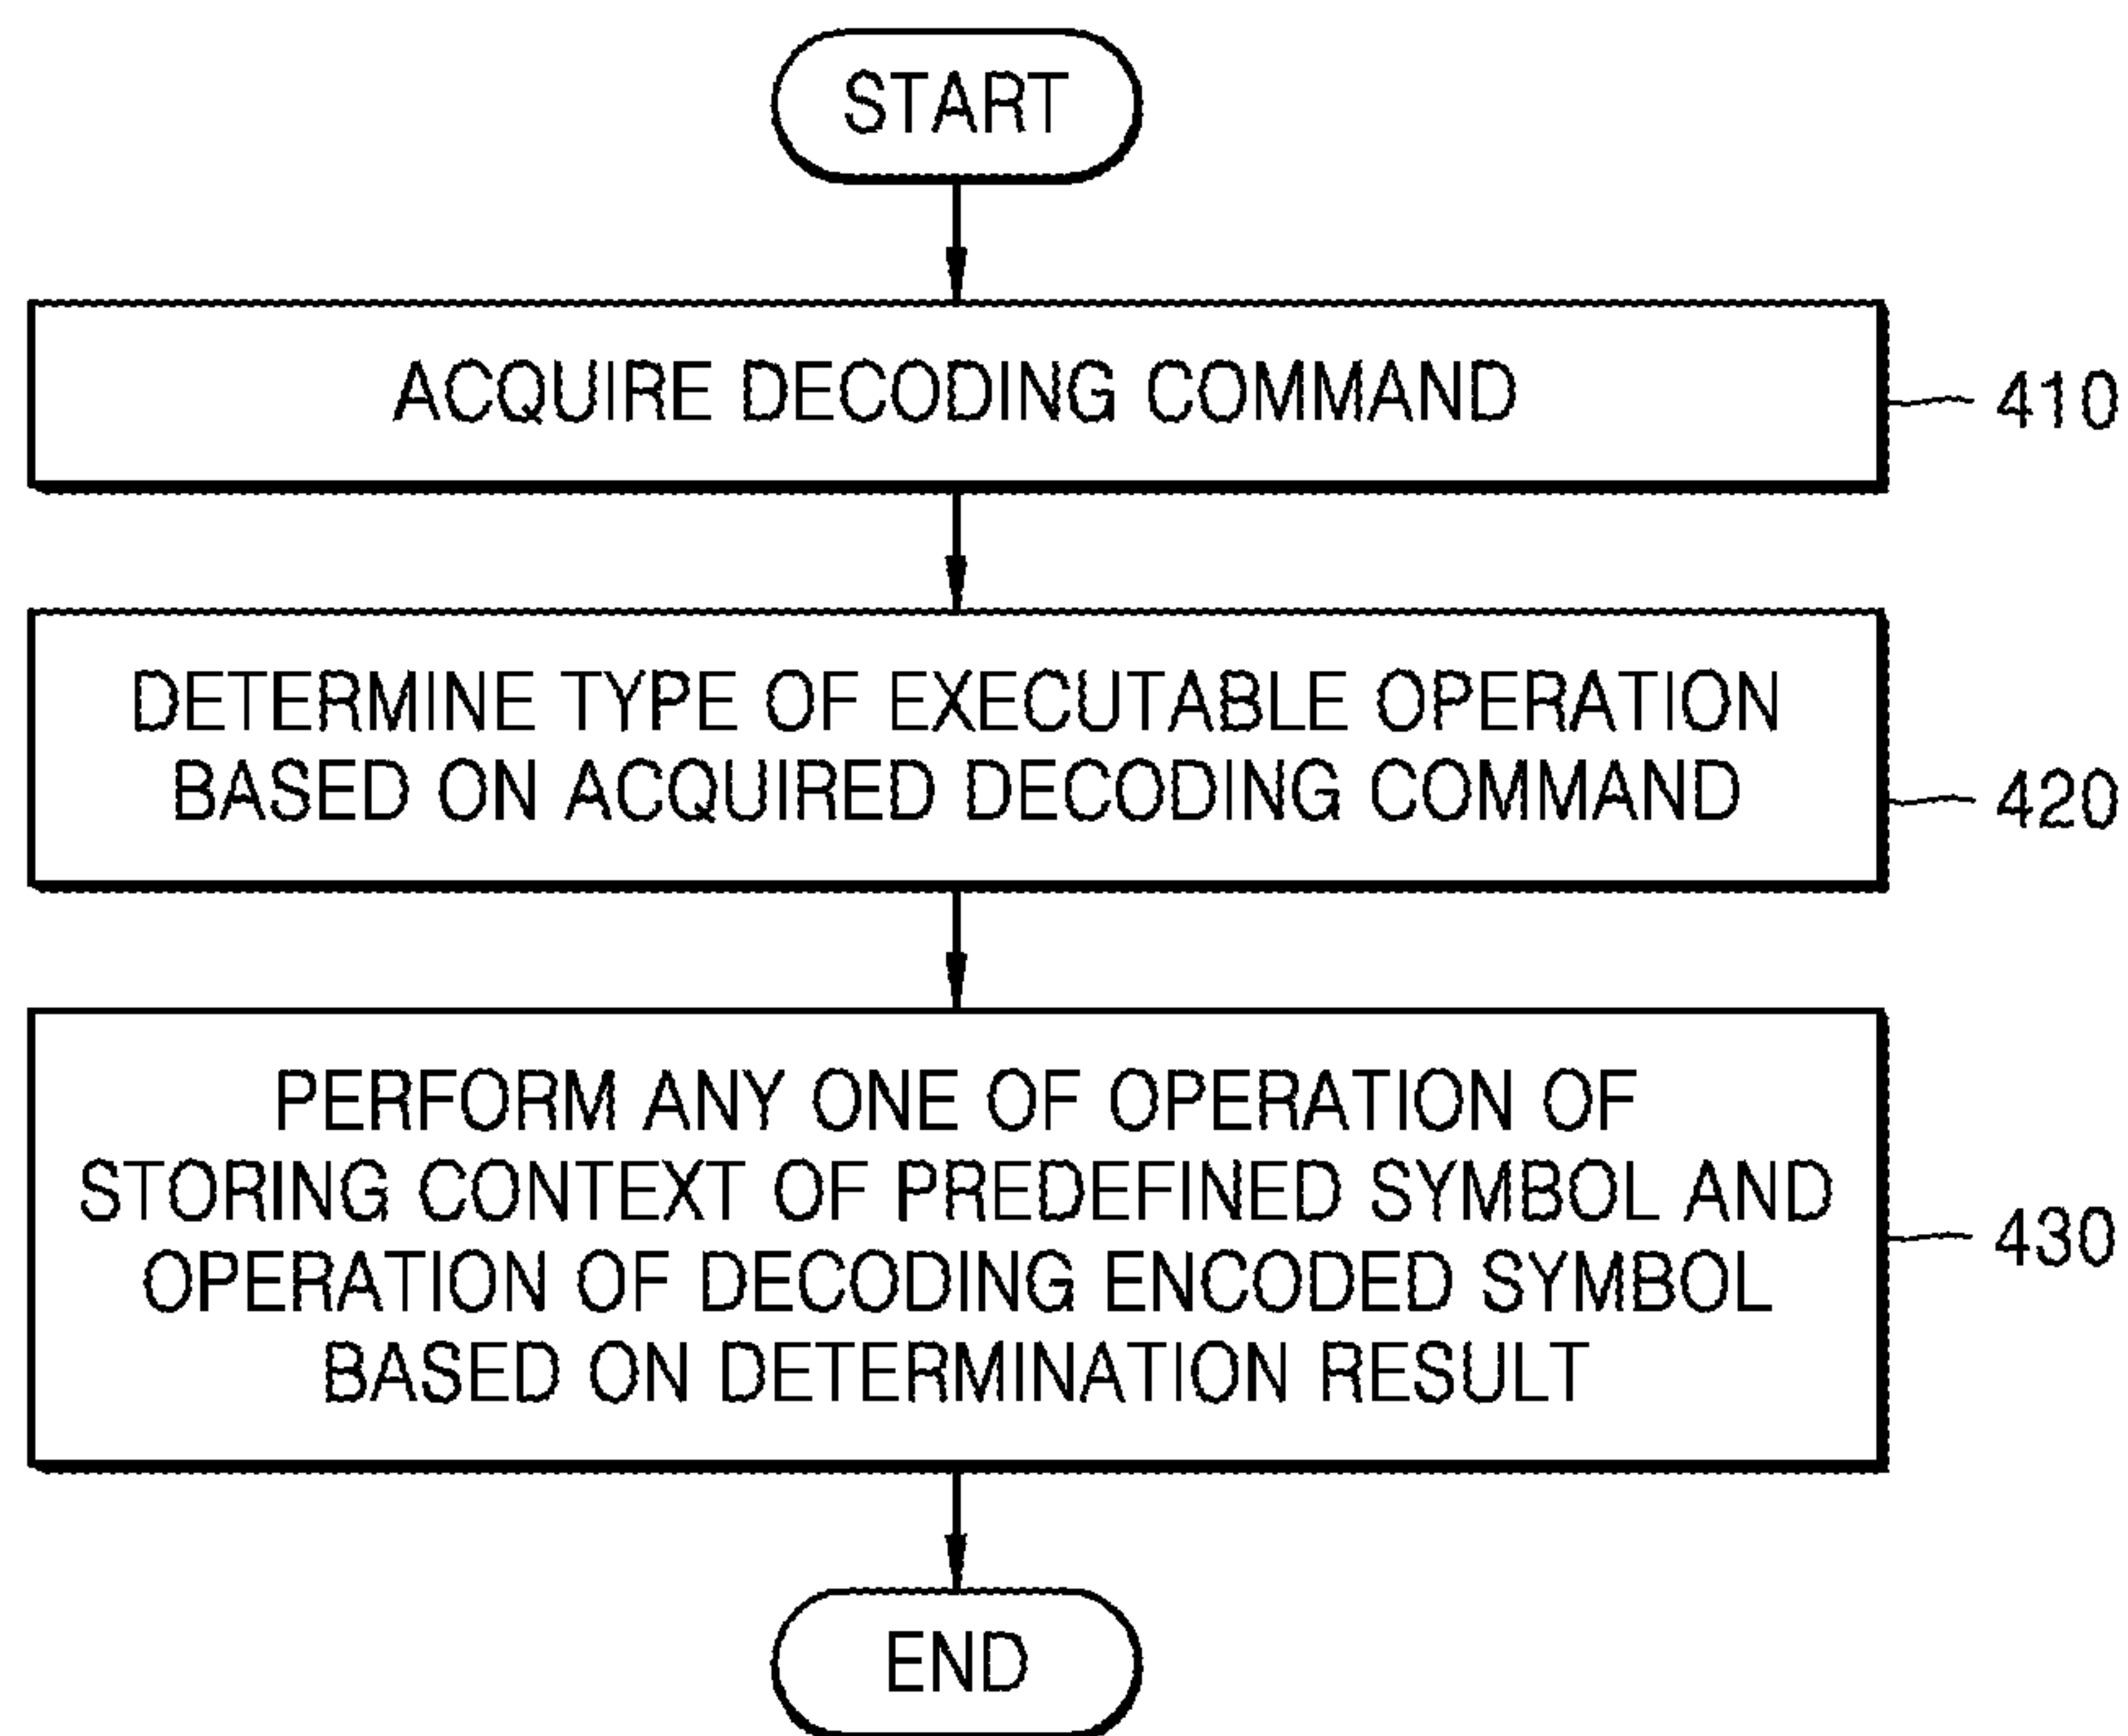 START
ACQUIRE DECODING COMMAND
410
DETERMINE TYPE OF EXECUTABLE OPERATION
BASED ON ACQUIRED DECODING COMMAND
420
PERFORM ANY ONE OF OPERATION OF
STORING CONTEXT OF PREDEFINED SYMBOL AND
OPERATION OF DECODING ENCODED SYMBOL
BASED ON DETERMINATION RESULT
430
END